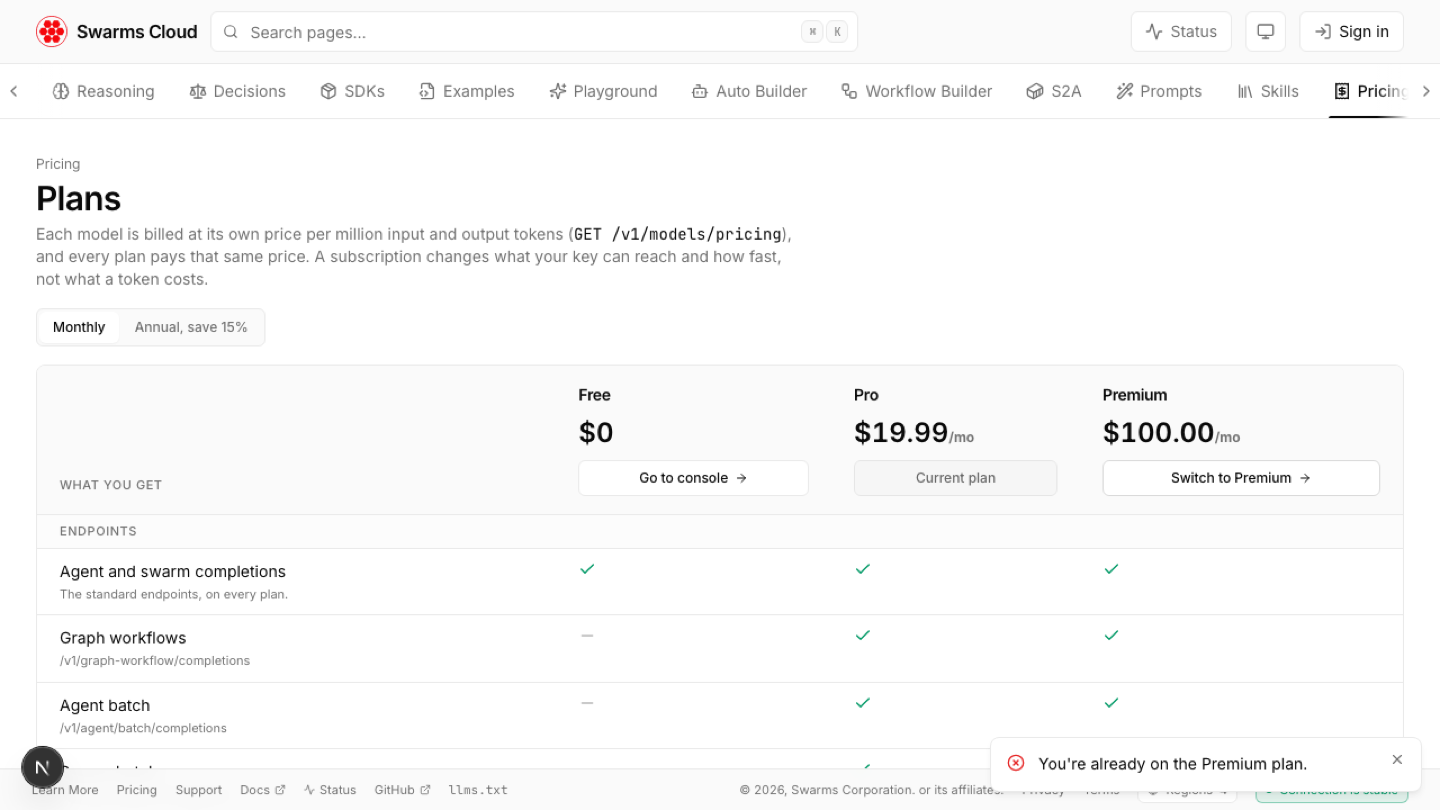 Swarms Cloud
Search pages...
⌘ K
Status
Sign in
Reasoning
Decisions
SDKs
Examples
Playground
Auto Builder
Workflow Builder
S2A
Prompts
Skills
Pricing
Pricing
Plans
Each model is billed at its own price per million input and output tokens (GET /v1/models/pricing),
and every plan pays that same price. A subscription changes what your key can reach and how fast,
not what a token costs.
Monthly
Annual, save 15%
WHAT YOU GET
Free
$0
Go to console →
Pro
$19.99/mo
Current plan
Premium
$100.00/mo
Switch to Premium →
ENDPOINTS
Agent and swarm completions
The standard endpoints, on every plan.
Graph workflows
/v1/graph-workflow/completions
Agent batch
/v1/agent/batch/completions
You're already on the Premium plan.
N
Learn More
Pricing
Support
Docs
Status
GitHub
llms.txt
© 2026, Swarms Corporation. or its affiliates.
Privacy
Terms
Regions
Connection is stable